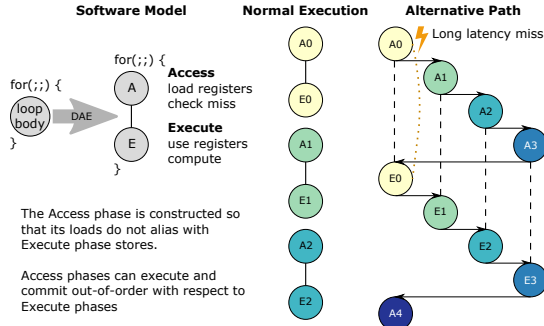 Software Model
for(;;) {
loop
body
}
DAE
for(;;) {
A
E
}
Access
load registers
check miss
Execute
use registers
compute
The Access phase is constructed so
that its loads do not alias with
Execute phase stores.
Access phases can execute and
commit out-of-order with respect to
Execute phases
Normal Execution
A0
E0
A1
E1
A2
E2
Alternative Path
A0
Long latency miss
A1
A2
A3
E0
E1
E2
E3
A4